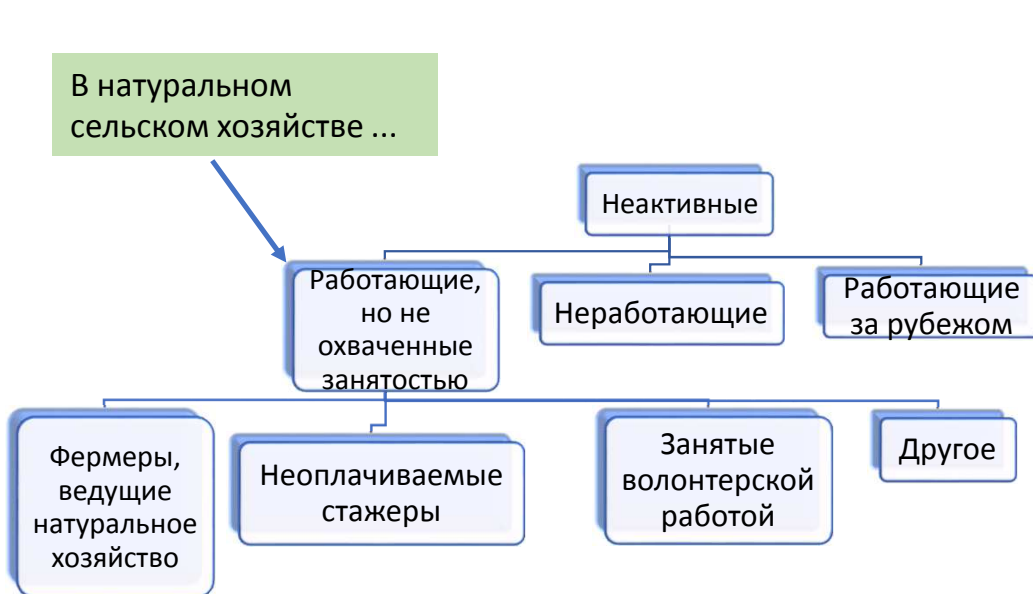 В натуральном
сельском хозяйстве ...
Неактивные
Работающие,
но не
охваченные
занятостью
Неработающие
Работающие
за рубежом
Фермеры,
ведущие
натуральное
хозяйство
Неоплачиваемые
стажеры
Занятые
волонтерской
работой
Другое